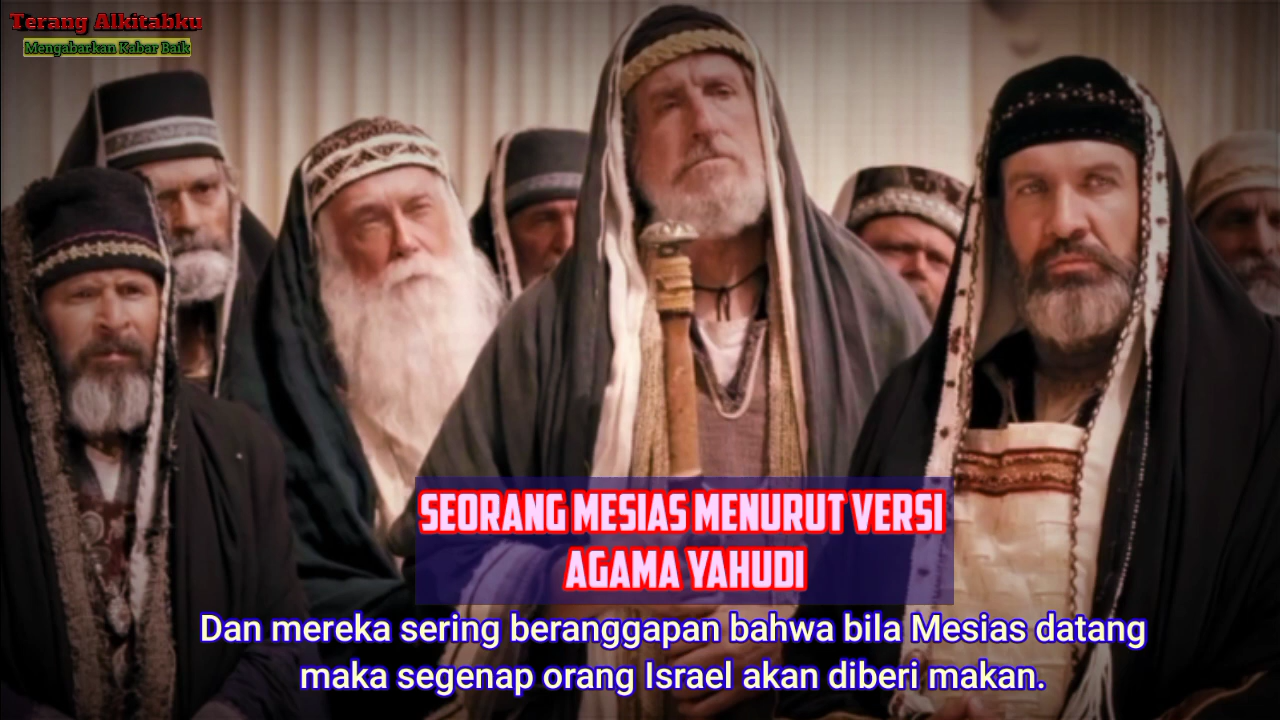 Terang Alkitabku
Mengabarkan Kabar Baik
SEORANG MESIAS MENURUT VERSI
AGAMA YAHUDI
Dan mereka sering beranggapan bahwa bila Mesias datang
maka segenap orang Israel akan diberi makan.